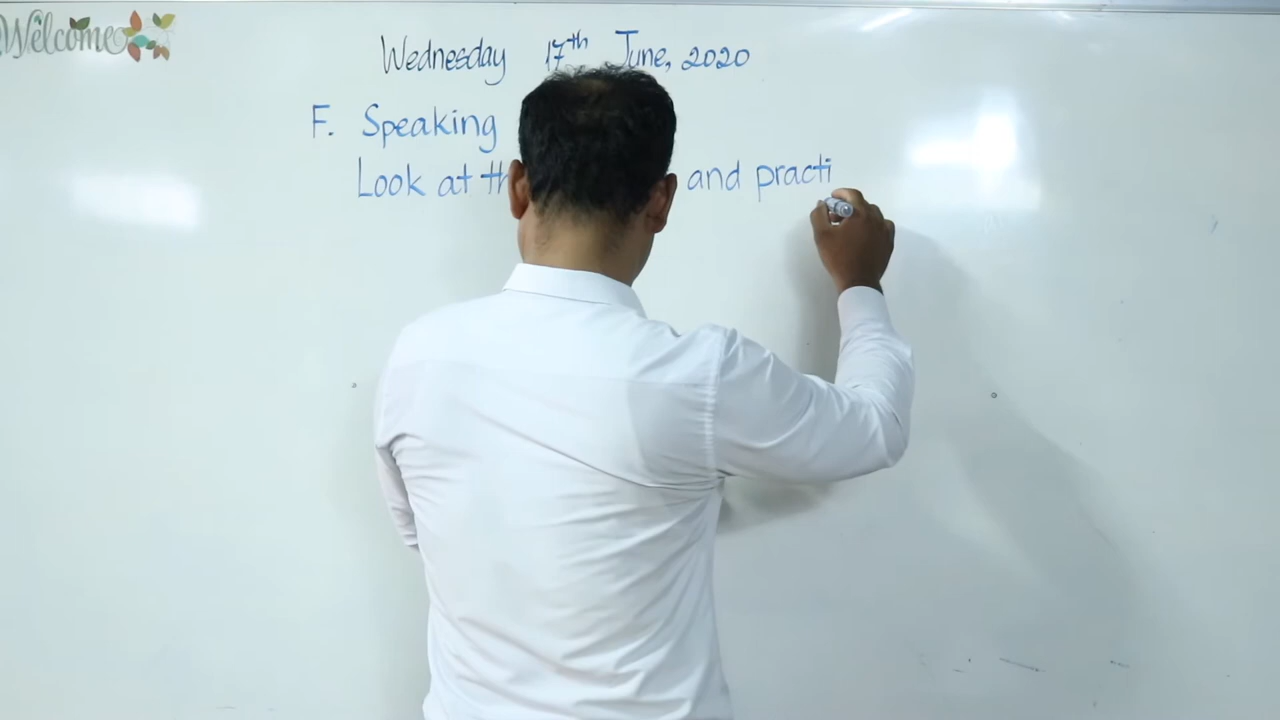 Welcome
Wednesday 17th June, 2020
F. Speaking
Look at and practi